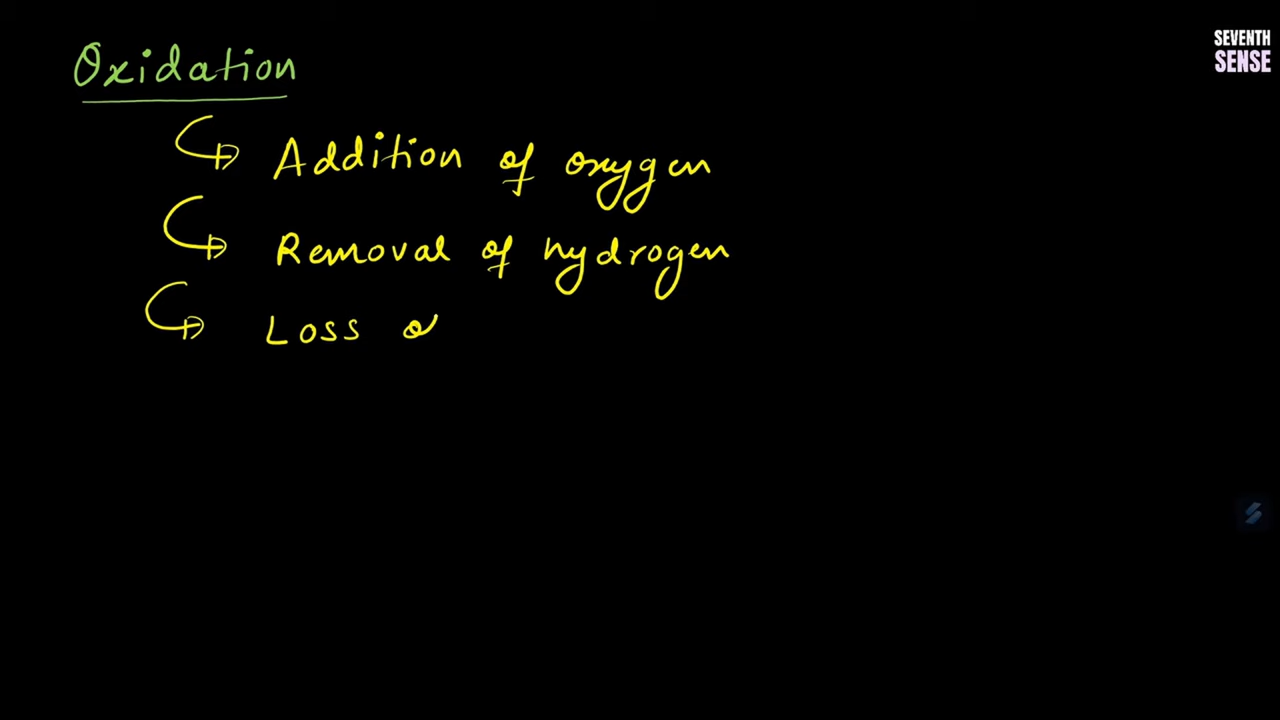 Oxidation
SEVENTH
SENSE
Addition of oxygen
Removal of hydrogen
Loss o